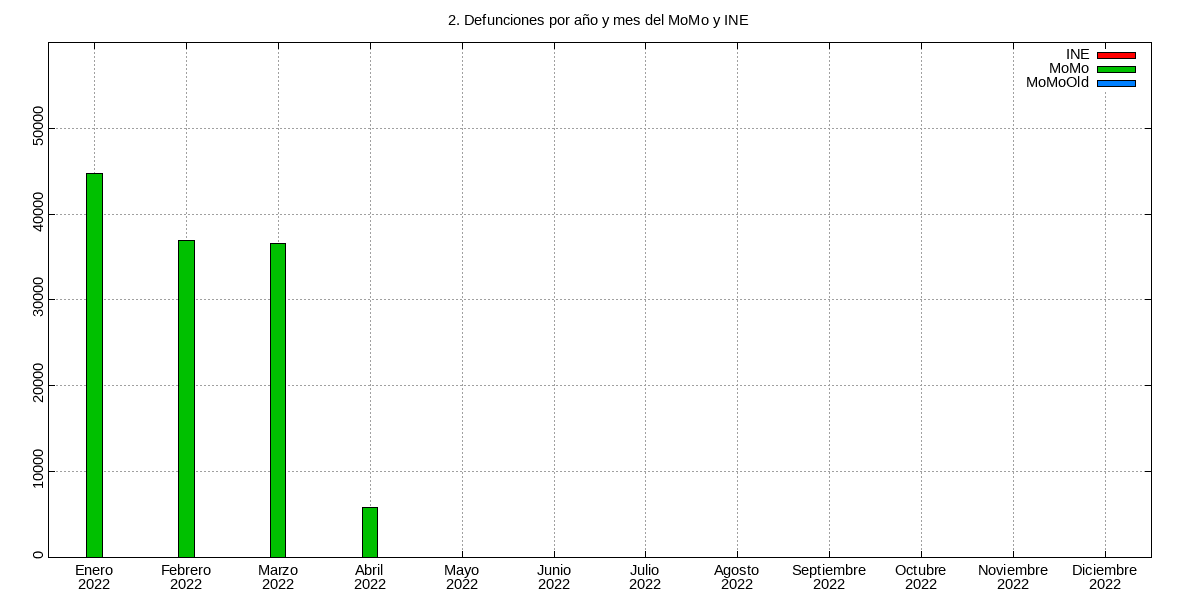 2. Defunciones por año y mes del MoMo y INE
INE
MoMo
MoMoOld
50000
40000
30000
20000
10000
0
Enero Febrero Marzo Abril Mayo Junio Julio Agosto Septiembre Octubre Noviembre Diciembre
2022 2022 2022 2022 2022 2022 2022 2022 2022 2022 2022 2022